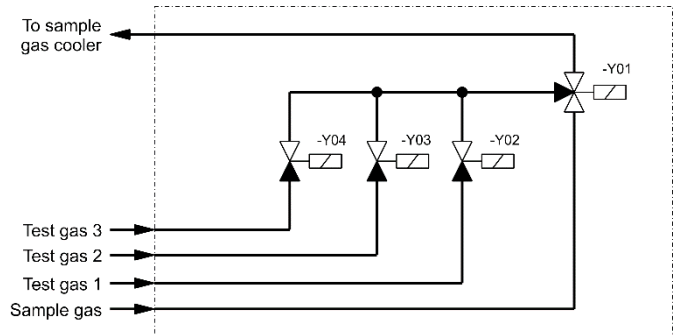 To sample
gas cooler
-Y01
-Y04
-Y03
-Y02
Test gas 3
Test gas 2
Test gas 1
Sample gas